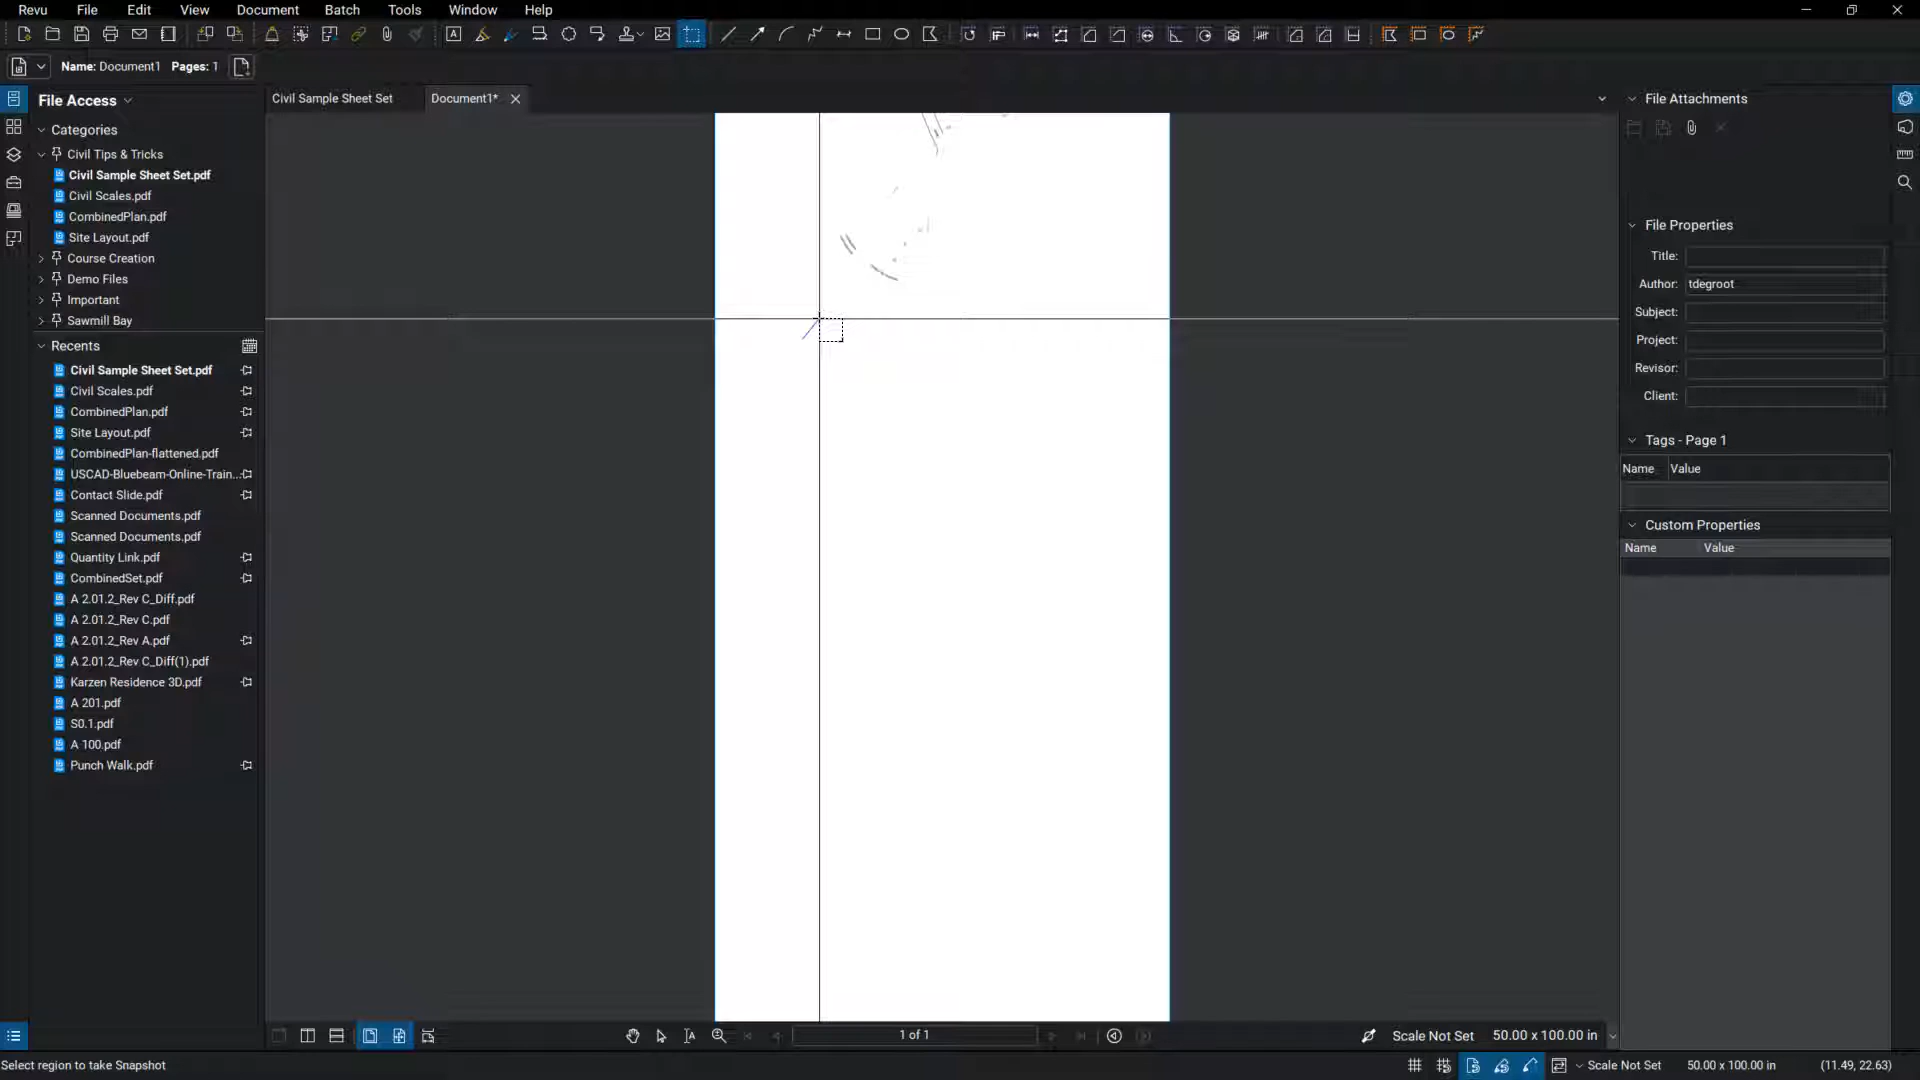 Revu File Edit View Document Batch Tools Window Help
Name: Document1 Pages: 1
File Access
Categories
Civil Tips & Tricks
Civil Sample Sheet Set.pdf
Civil Scales.pdf
CombinedPlan.pdf
Site Layout.pdf
Course Creation
Demo Files
Important
Sawmill Bay
Recents
Civil Sample Sheet Set.pdf
Civil Scales.pdf
CombinedPlan.pdf
Site Layout.pdf
CombinedPlan-flattened.pdf
USCAD-Bluebeam-Online-Train...
Contact Slide.pdf
Scanned Documents.pdf
Scanned Documents.pdf
Quantity Link.pdf
CombinedSet.pdf
A 2.01.2_Rev C_Diff.pdf
A 2.01.2_Rev C.pdf
A 2.01.2_Rev A.pdf
A 2.01.2_Rev C_Diff(1).pdf
Karzen Residence 3D.pdf
A 201.pdf
S0.1.pdf
A 100.pdf
Punch Walk.pdf
Civil Sample Sheet Set Document1*
File Attachments
File Properties
Title:
Author: tdegroot
Subject:
Project:
Revisor:
Client:
Tags - Page 1
Name Value
Custom Properties
Name Value
1 of 1
Scale Not Set 50.00 x 100.00 in
Select region to take Snapshot
Scale Not Set 50.00 x 100.00 in (11.49, 22.63)